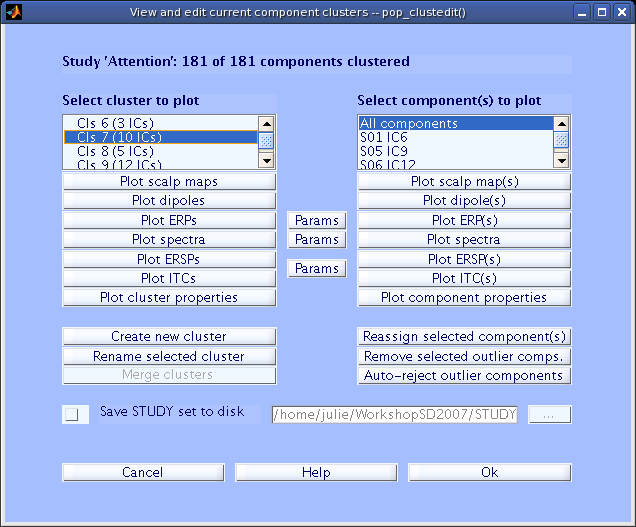 View and edit current component clusters -- pop_clustedit()
Study 'Attention': 181 of 181 components clustered
Select cluster to plot
Select component(s) to plot
Cls 6 (3 ICs)
Cls 7 (10 ICs)
Cls 8 (5 ICs)
Cls 9 (12 ICs)
All components
S01 IC6
S05 IC9
S06 IC12
Plot scalp maps
Plot scalp map(s)
Plot dipoles
Plot dipole(s)
Plot ERPs
Params
Plot ERP(s)
Plot spectra
Params
Plot spectra
Plot ERSPs
Params
Plot ERSP(s)
Plot ITCs
Plot ITC(s)
Plot cluster properties
Plot component properties
Create new cluster
Reassign selected component(s)
Rename selected cluster
Remove selected outlier comps.
Merge clusters
Auto-reject outlier components
Save STUDY set to disk
/home/julie/WorkshopSD2007/STUDY
...
Cancel
Help
Ok